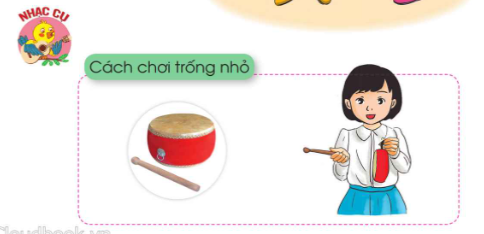 NHẠC CỤ
Cách chơi trống nhỏ